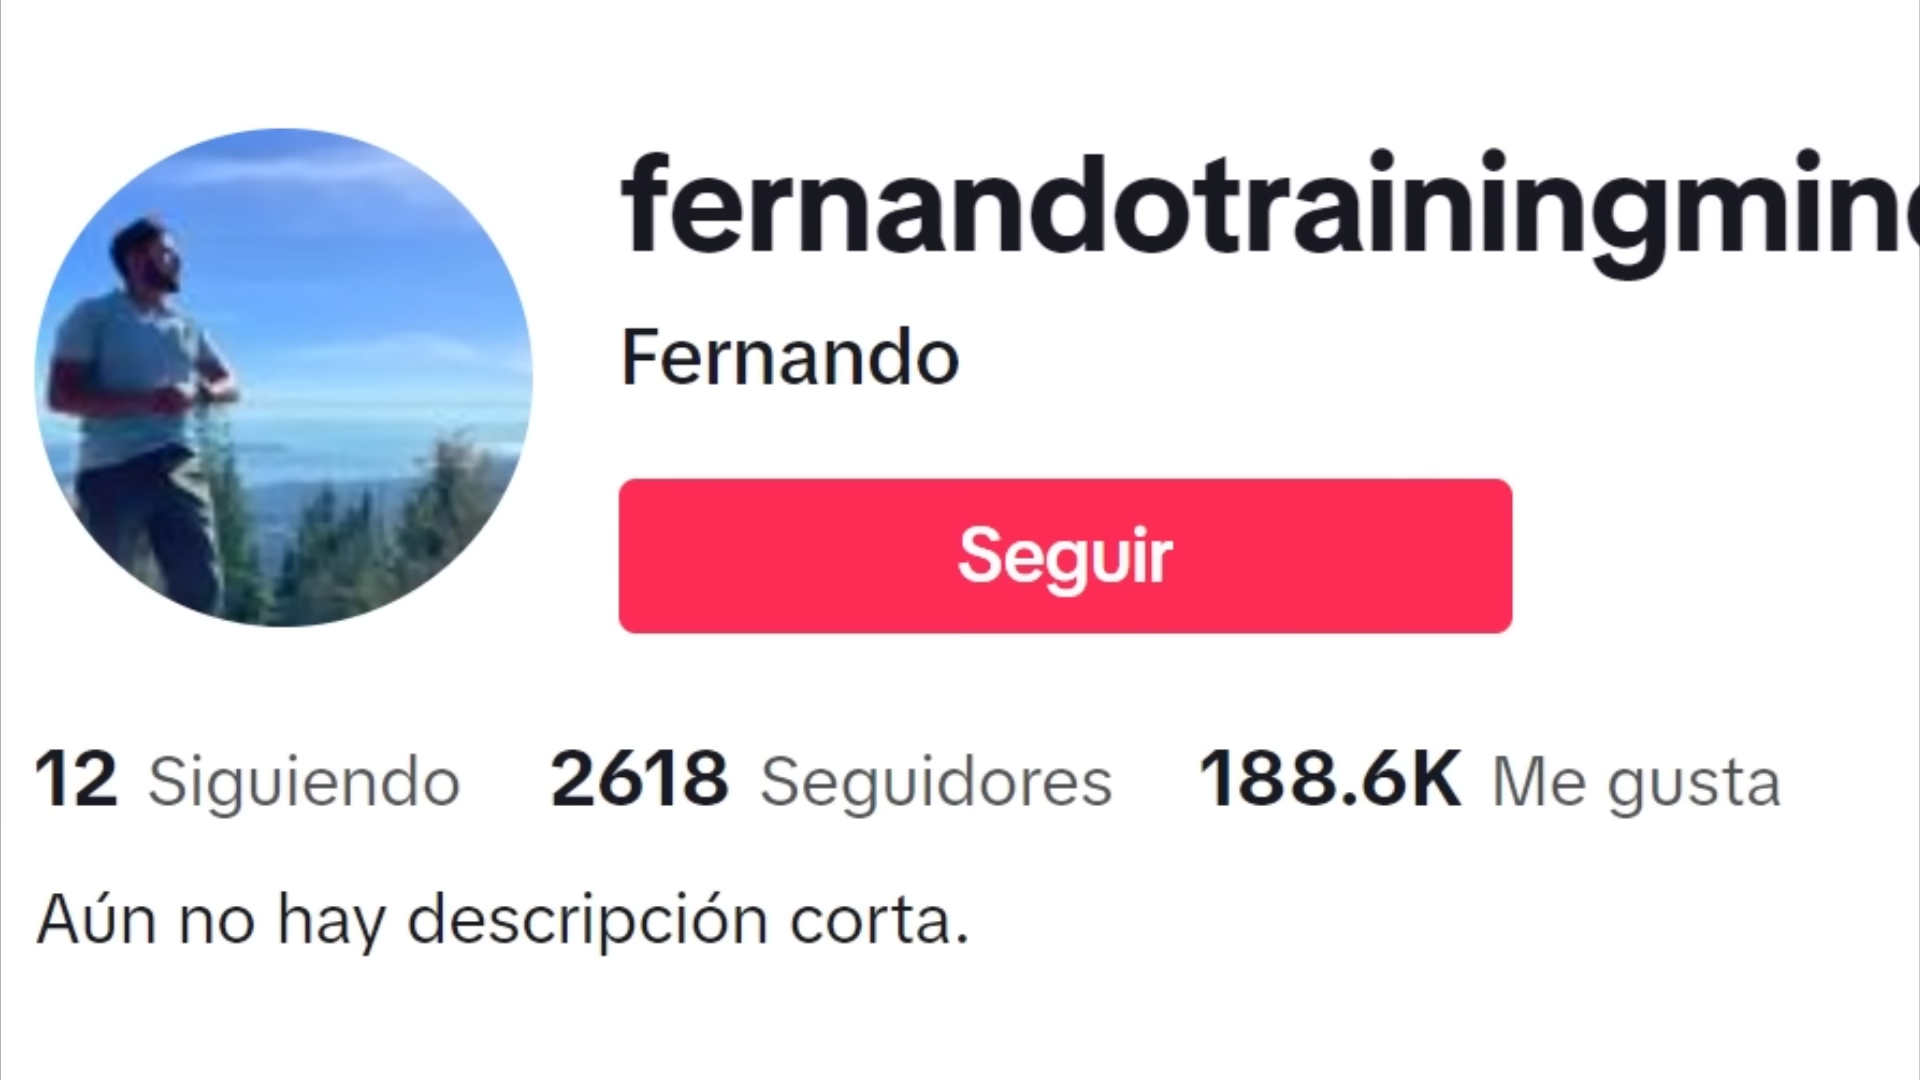 fernandotrainingmin
Fernando
Seguir
12 Siguiendo 2618 Seguidores 188.6K Me gusta
Aún no hay descripción corta.